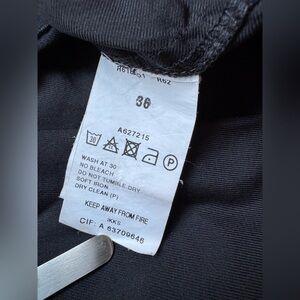 R62
36
A627215
P
WASH AT 30
NO BLEACH
DO NOT TUMBLE DRY
SOFT IRON
DRY CLEAN (P)
KEEP AWAY FROM FIRE
IKKS
CIF: A 63709646